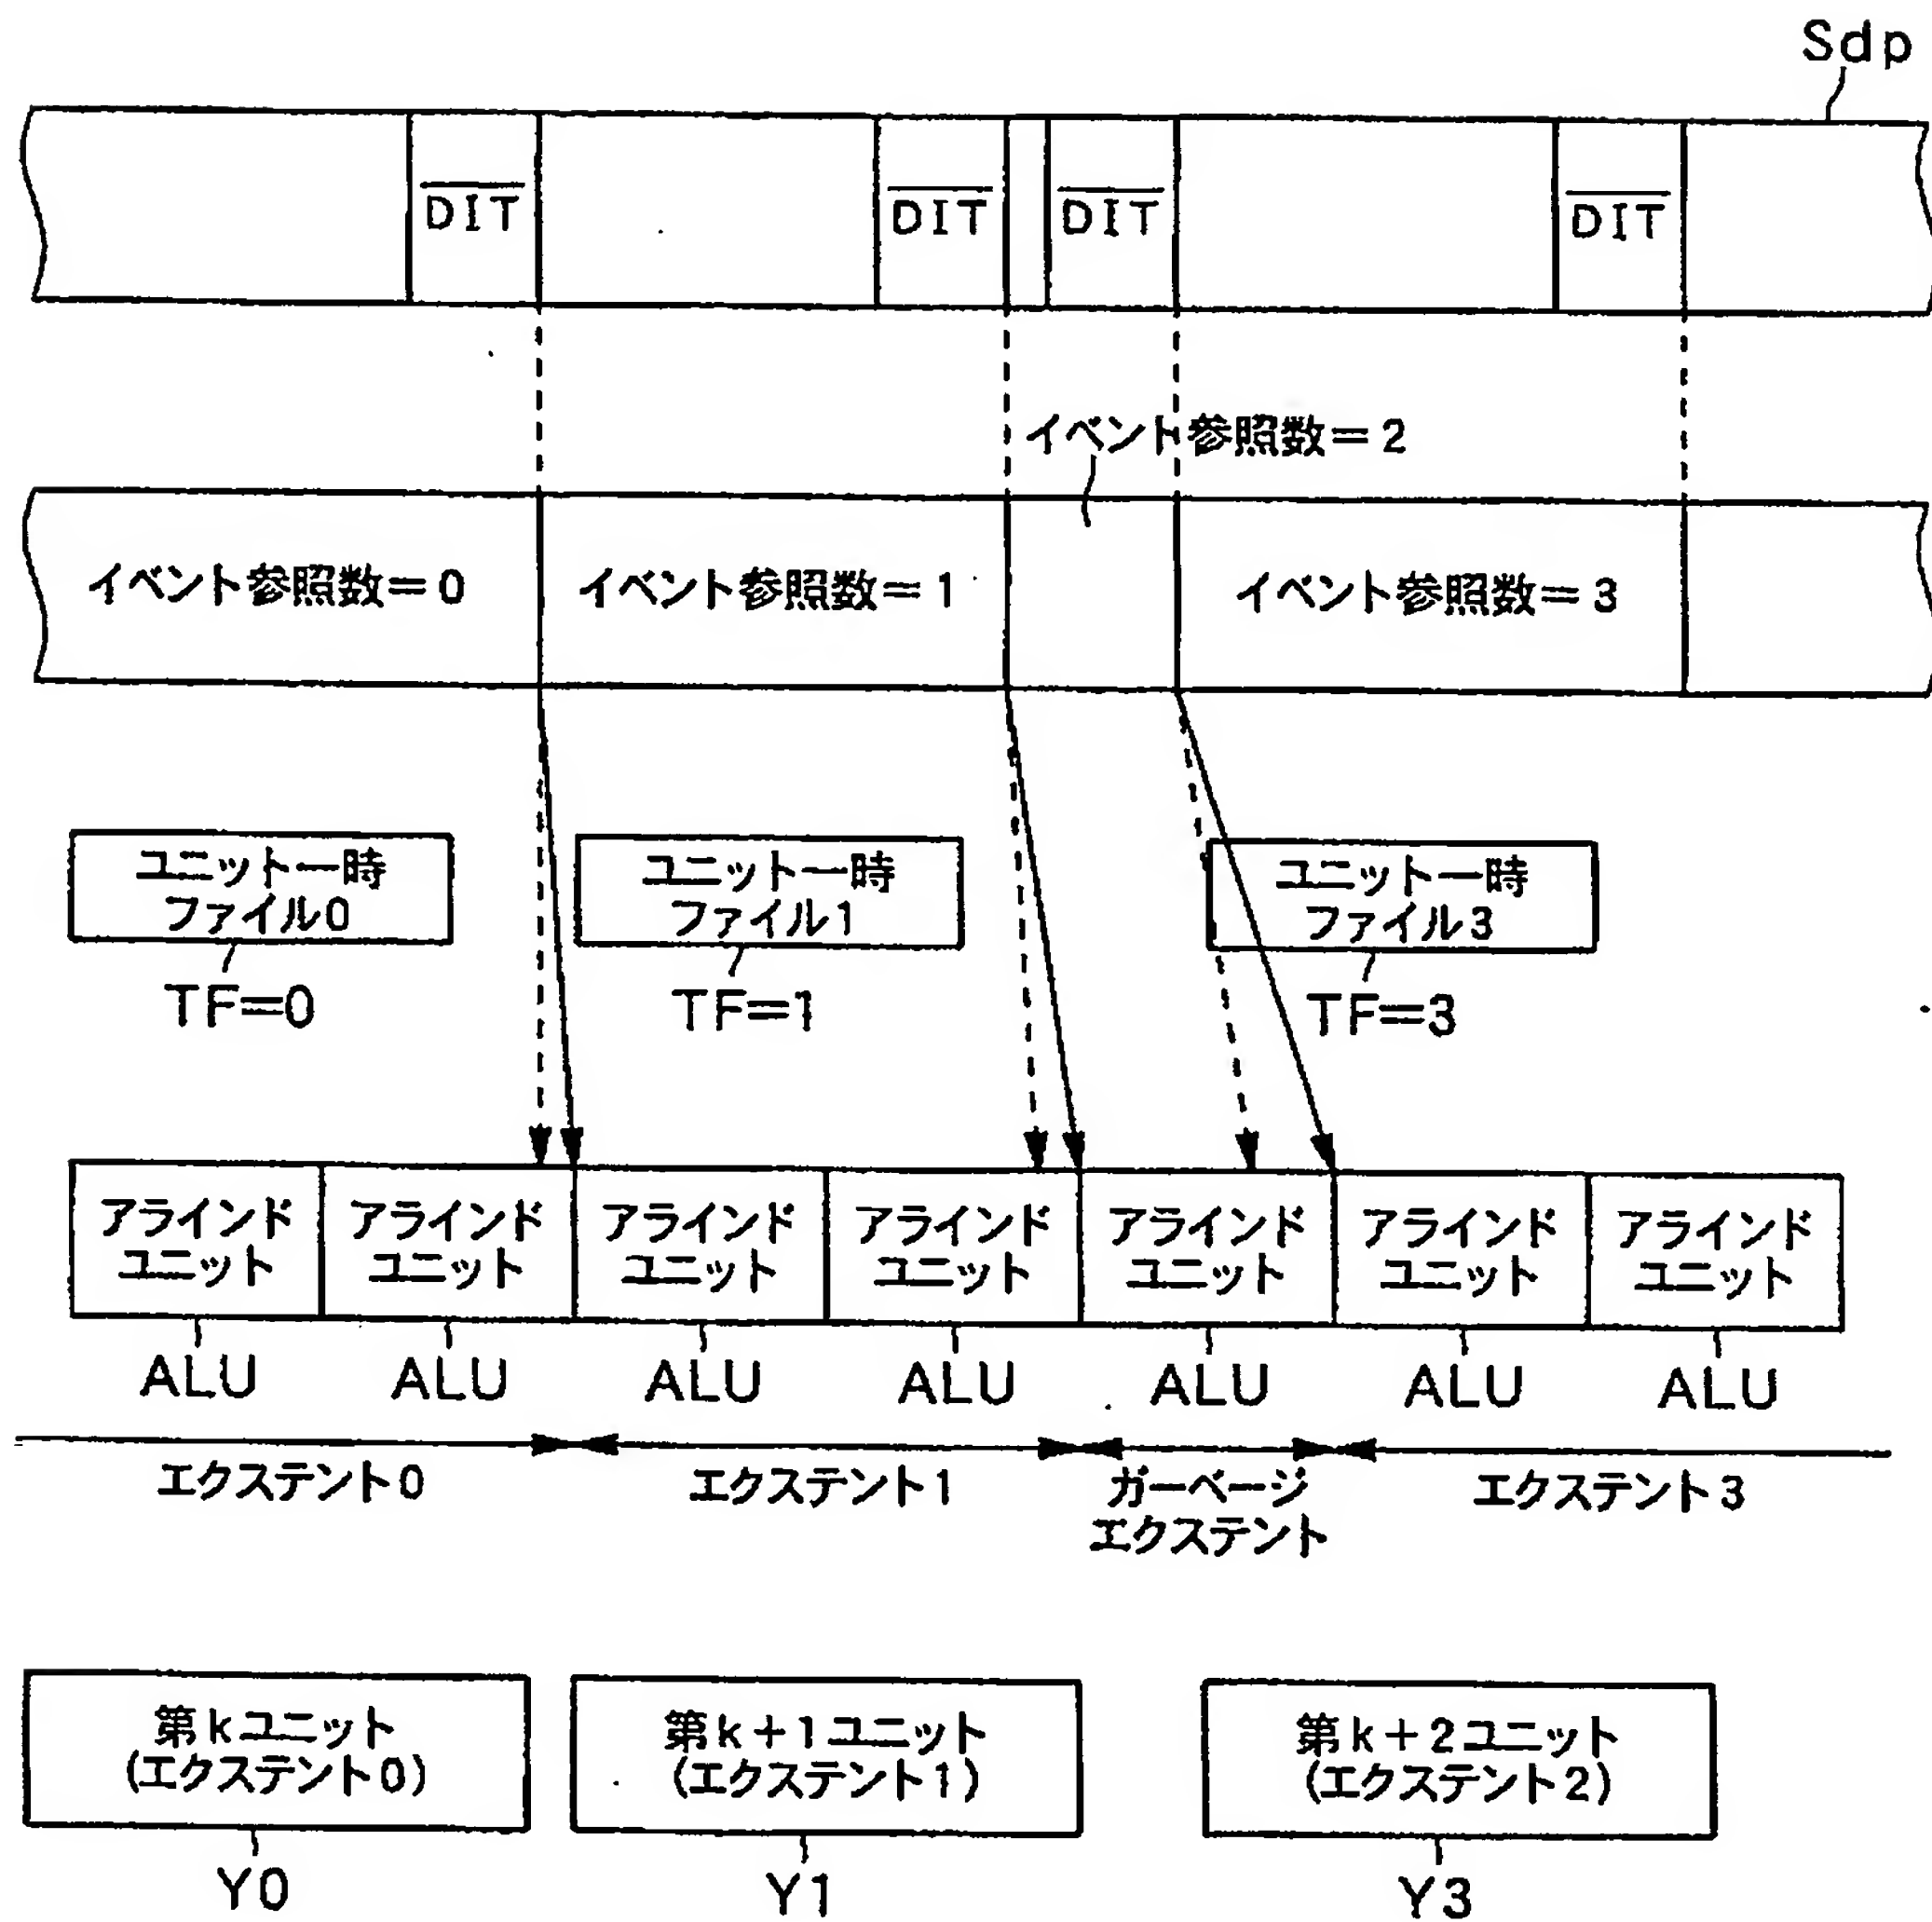 Sdp
DIT
DIT
DIT
DIT
イベント参照数=2
イベント参照数=0
イベント参照数=1
イベント参照数=3
ユニット一時
ファイル0
ユニット一時
ファイル1
ユニット一時
ファイル3
TF=0
TF=1
TF=3
アラインド
ユニット
アラインド
ユニット
アラインド
ユニット
アラインド
ユニット
アラインド
ユニット
アラインド
ユニット
アラインド
ユニット
ALU
ALU
ALU
ALU
ALU
ALU
ALU
エクステント0
エクステント1
ガーベージ
エクステント
エクステント3
第kユニット
(エクステント0)
第k+1ユニット
(エクステント1)
第k+2ユニット
(エクステント2)
Y0
Y1
Y3